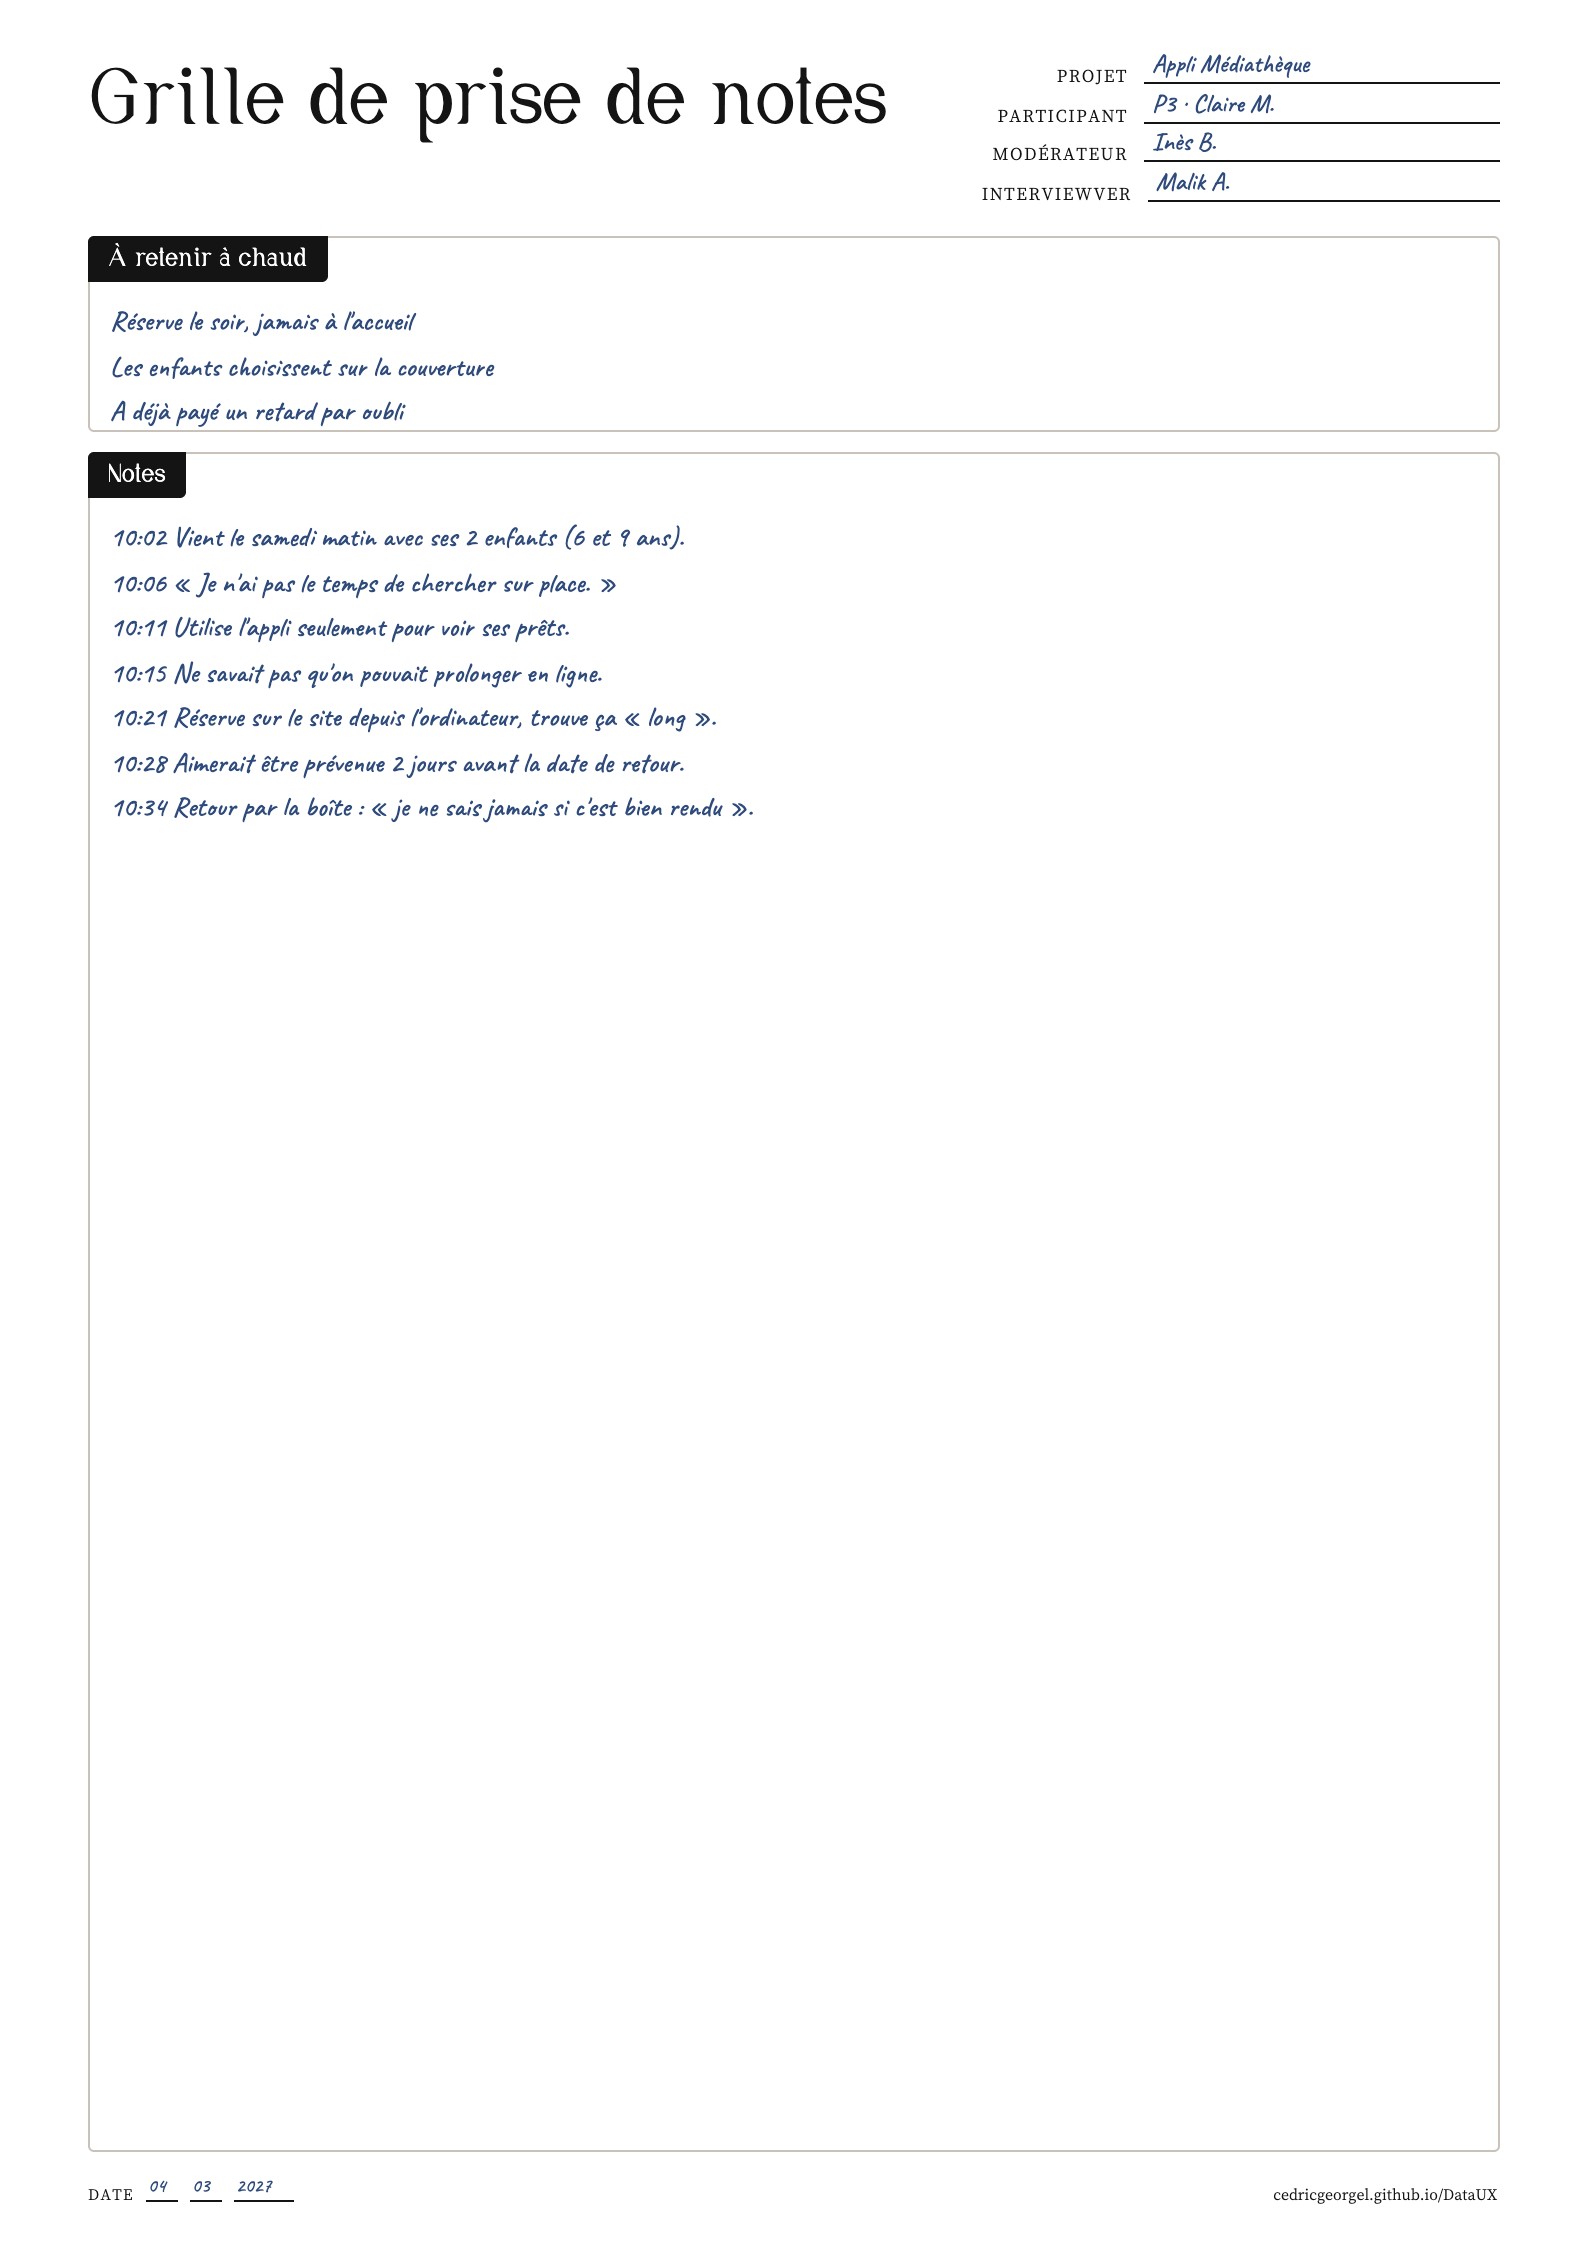 Grille de prise de notes
PROJET Appli Médiathèque
PARTICIPANT P3 · Claire M.
MODÉRATEUR Inès B.
INTERVIEWVER Malik A.
À retenir à chaud
Réserve le soir, jamais à l'accueil
Les enfants choisissent sur la couverture
A déjà payé un retard par oubli
Notes
10:02 Vient le samedi matin avec ses 2 enfants (6 et 9 ans).
10:06 « Je n'ai pas le temps de chercher sur place. »
10:11 Utilise l'appli seulement pour voir ses prêts.
10:15 Ne savait pas qu'on pouvait prolonger en ligne.
10:21 Réserve sur le site depuis l'ordinateur, trouve ça « long ».
10:28 Aimerait être prévenue 2 jours avant la date de retour.
10:34 Retour par la boîte : « je ne sais jamais si c'est bien rendu ».
DATE 04 03 2027
cedricgeorgel.github.io/DataUX